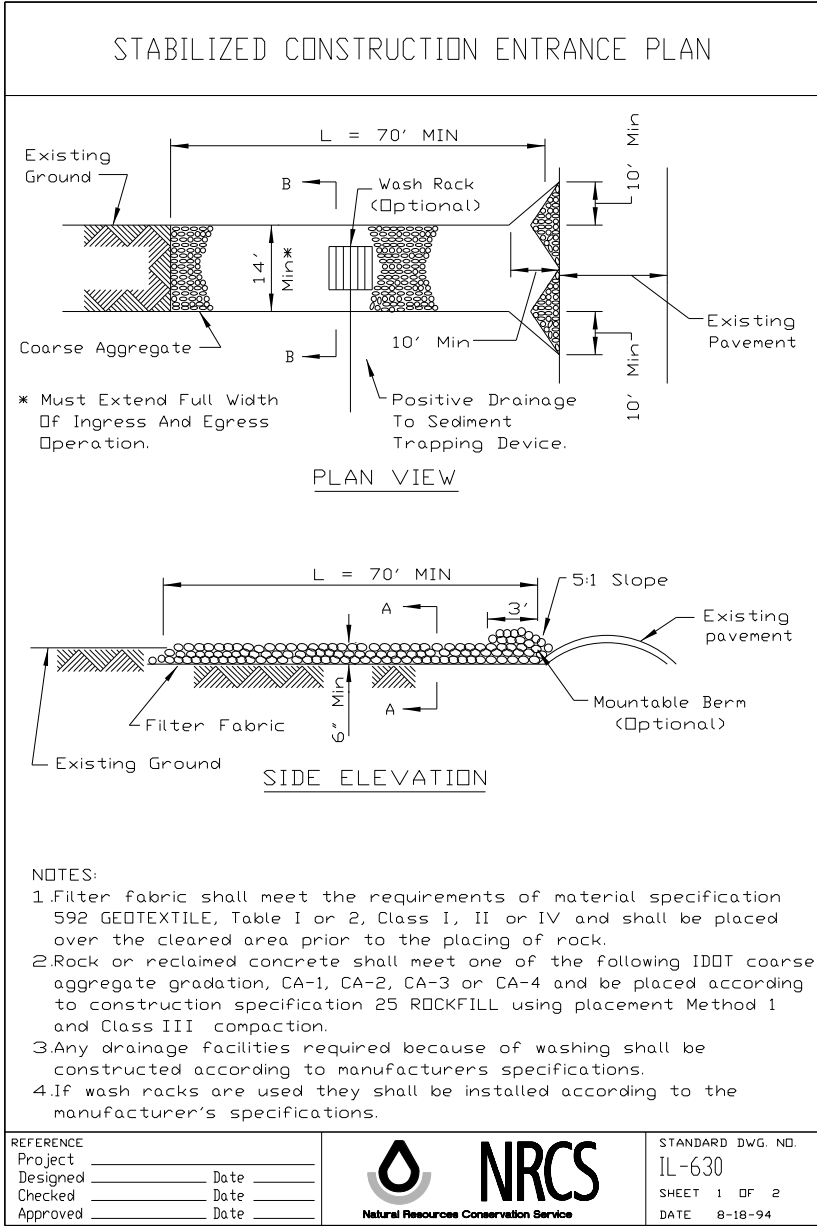 STABILIZED CONSTRUCTION ENTRANCE PLAN
L = 70' MIN
10' Min
Existing
Ground
B
Wash Rack
(Optional)
14'
Min*
Coarse Aggregate
B
10' Min
Existing
Pavement
10' Min
* Must Extend Full Width
Of Ingress And Egress
Operation.
Positive Drainage
To Sediment
Trapping Device.
PLAN VIEW
L = 70' MIN
5:1 Slope
A
3'
Existing
pavement
6" Min
A
Mountable Berm
(Optional)
Filter Fabric
Existing Ground
SIDE ELEVATION
NOTES:
1.Filter fabric shall meet the requirements of material specification
592 GEOTEXTILE, Table I or 2, Class I, II or IV and shall be placed
over the cleared area prior to the placing of rock.
2.Rock or reclaimed concrete shall meet one of the following IDOT coarse
aggregate gradation, CA-1, CA-2, CA-3 or CA-4 and be placed according
to construction specification 25 ROCKFILL using placement Method 1
and Class III compaction.
3.Any drainage facilities required because of washing shall be
constructed according to manufacturers specifications.
4.If wash racks are used they shall be installed according to the
manufacturer's specifications.
REFERENCE
Project
Designed Date
Checked Date
Approved Date
NRCS
Natural Resources Conservation Service
STANDARD DWG. NO.
IL-630
SHEET 1 OF 2
DATE 8-18-94